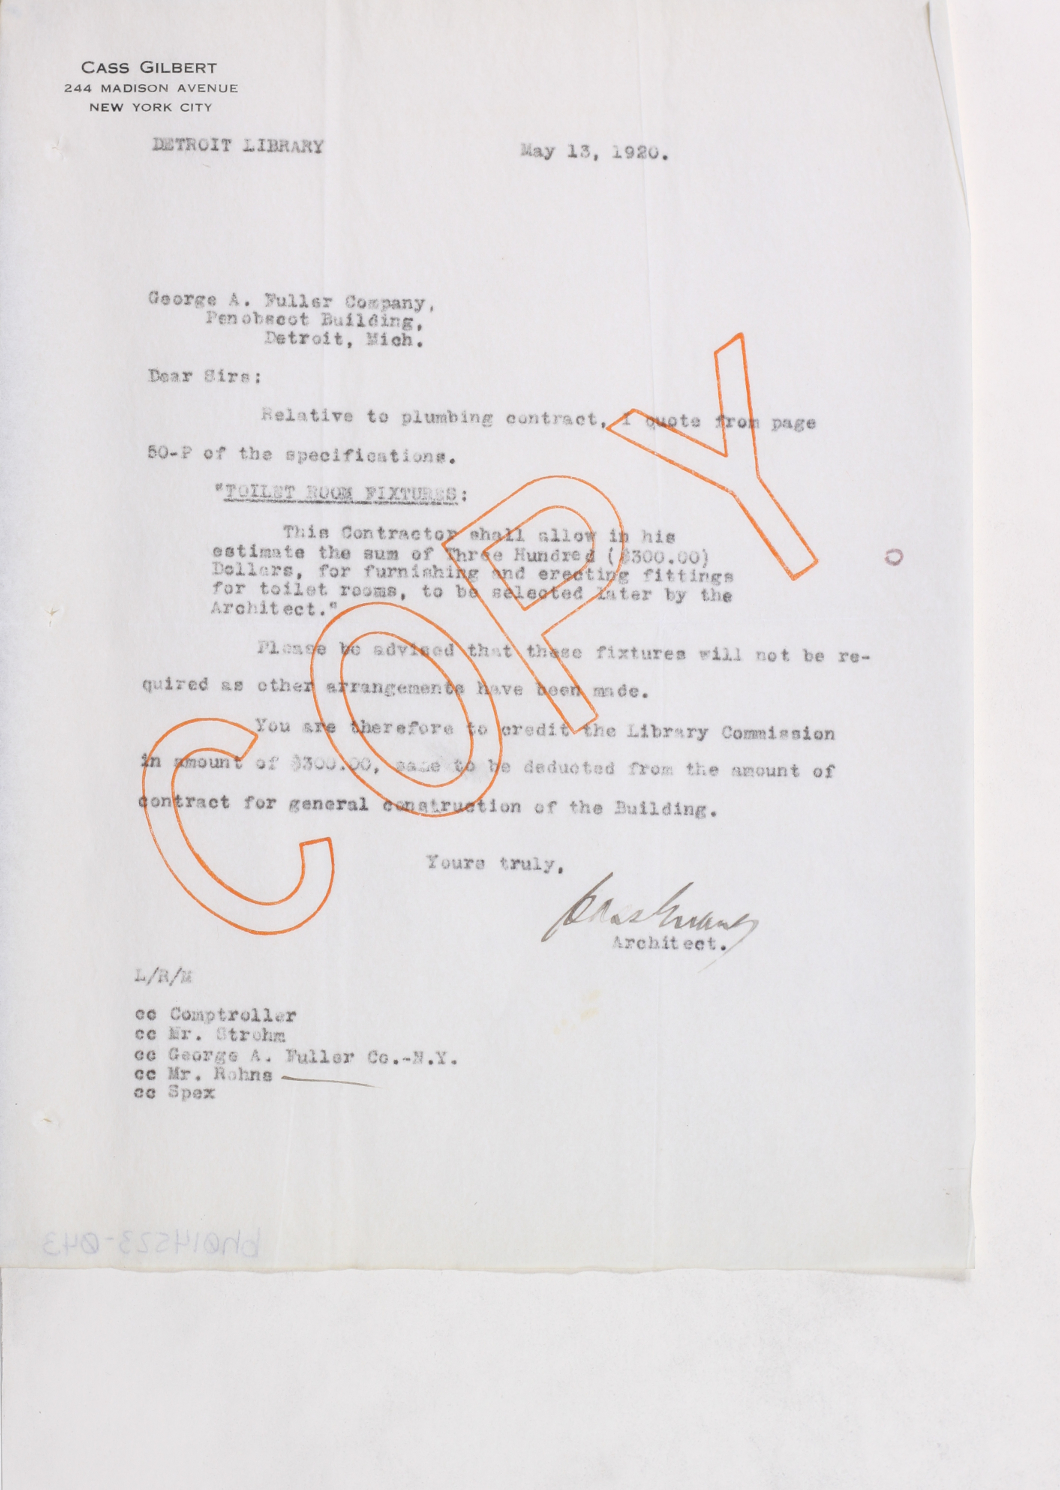 CASS GILBERT
244 MADISON AVENUE
NEW YORK CITY
DETROIT LIBRARY
May 13, 1920.
George A. Fuller Company,
Penobscot Building,
Detroit, Mich.
Dear Sirs:
Relative to plumbing contract, I quote from page
50-P of the specifications.
"TOILET ROOM FIXTURES:
This Contractor shall allow in his
estimate the sum of Three Hundred ($300.00)
Dollars, for furnishing and erecting fittings
for toilet rooms, to be selected later by the
Architect."
Please be advised that these fixtures will not be re-
quired as other arrangements have been made.
You are therefore to credit the Library Commission
in amount of $300.00, same to be deducted from the amount of
contract for general construction of the Building.
COPY
Yours truly,
Cass Gilbert
Architect.
L/R/M
cc Comptroller
cc Mr. Strohm
cc George A. Fuller Co.-N.Y.
cc Mr. Rohns
cc Spex
bh014523-043